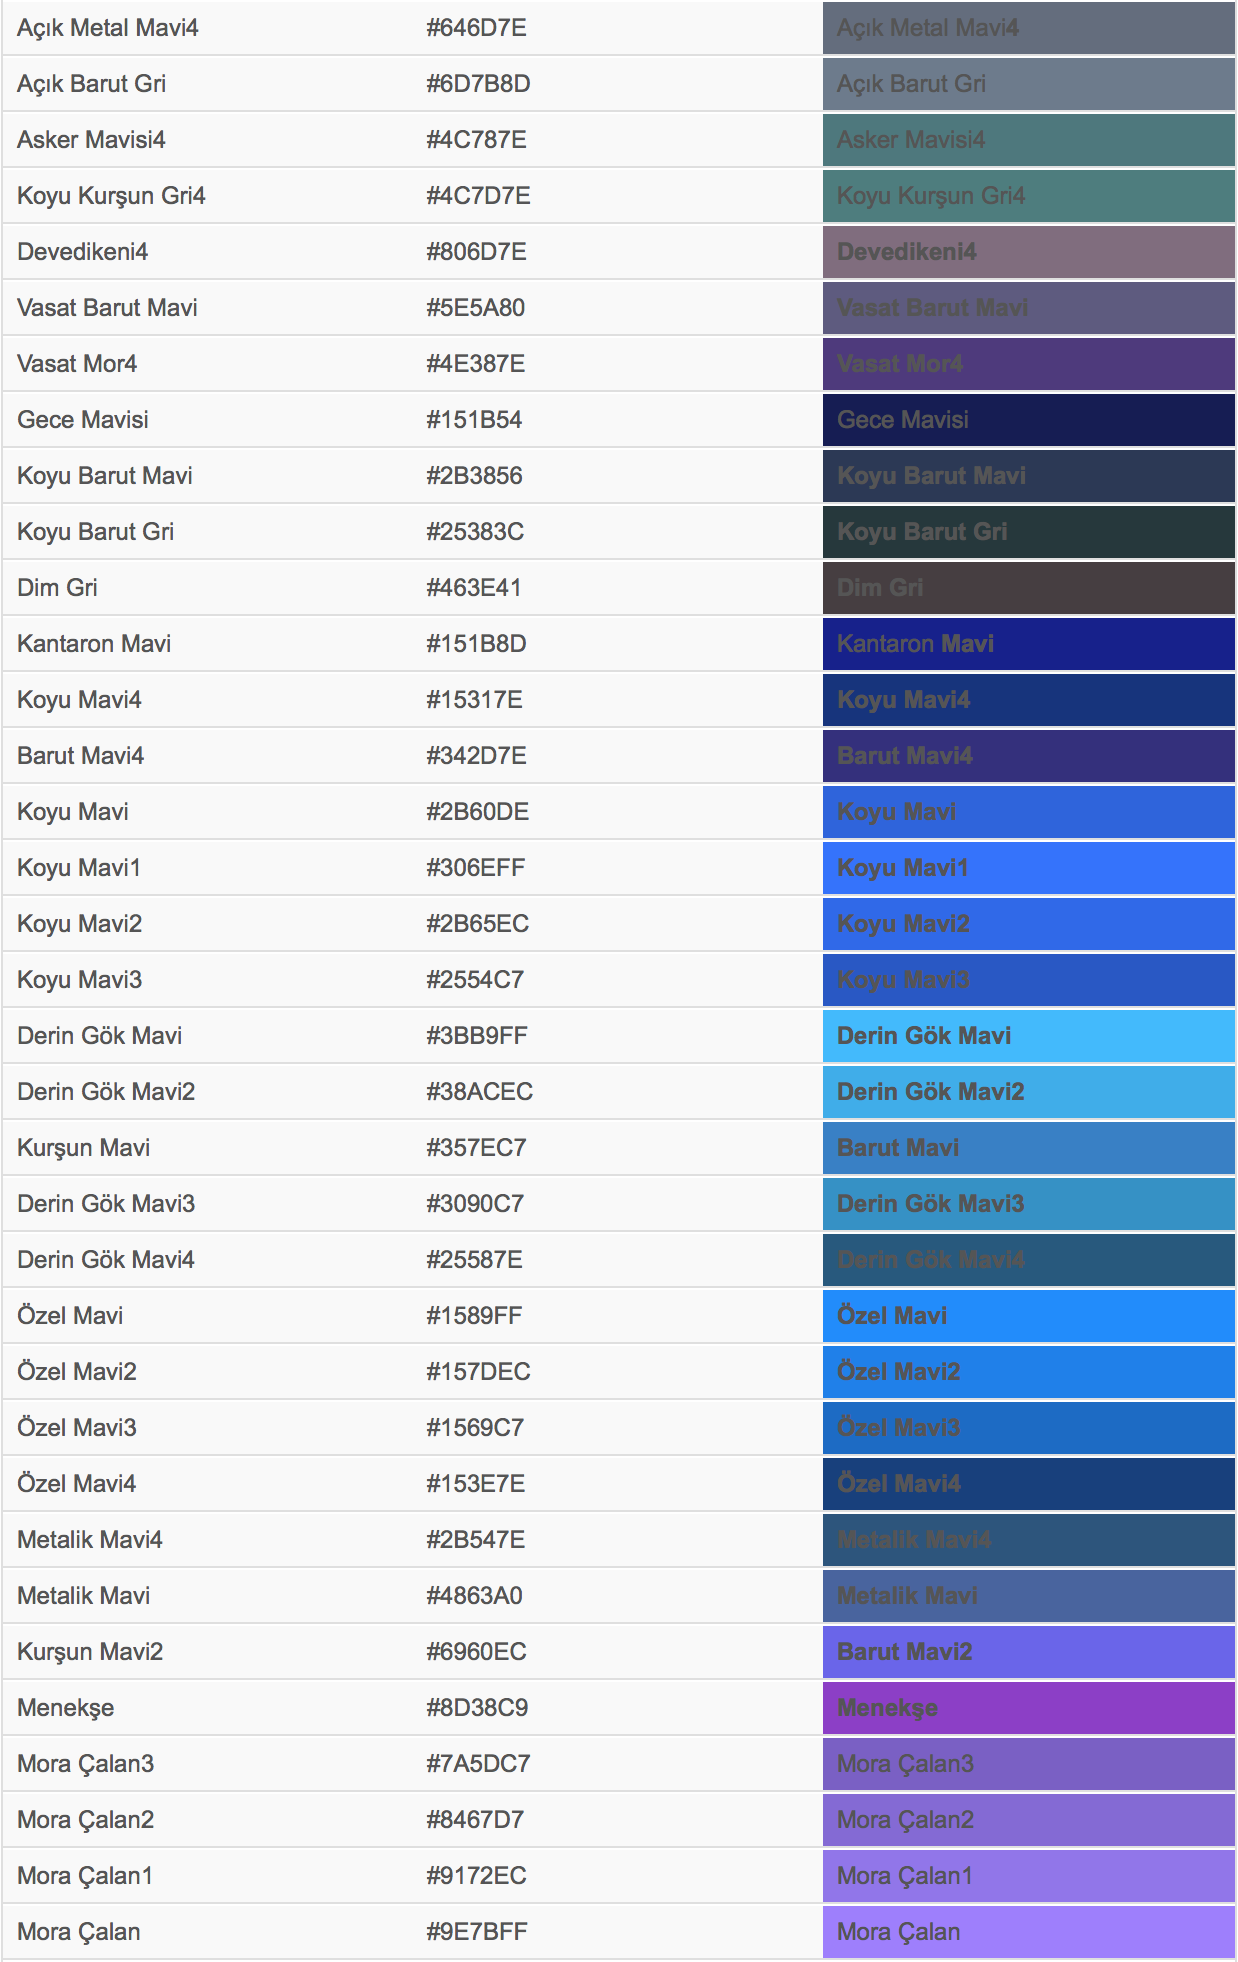 Açık Metal Mavi4 #646D7E Açık Metal Mavi4
Açık Barut Gri #6D7B8D Açık Barut Gri
Asker Mavisi4 #4C787E Asker Mavisi4
Koyu Kurşun Gri4 #4C7D7E Koyu Kurşun Gri4
Devedikeni4 #806D7E Devedikeni4
Vasat Barut Mavi #5E5A80 Vasat Barut Mavi
Vasat Mor4 #4E387E Vasat Mor4
Gece Mavisi #151B54 Gece Mavisi
Koyu Barut Mavi #2B3856 Koyu Barut Mavi
Koyu Barut Gri #25383C Koyu Barut Gri
Dim Gri #463E41 Dim Gri
Kantaron Mavi #151B8D Kantaron Mavi
Koyu Mavi4 #15317E Koyu Mavi4
Barut Mavi4 #342D7E Barut Mavi4
Koyu Mavi #2B60DE Koyu Mavi
Koyu Mavi1 #306EFF Koyu Mavi1
Koyu Mavi2 #2B65EC Koyu Mavi2
Koyu Mavi3 #2554C7 Koyu Mavi3
Derin Gök Mavi #3BB9FF Derin Gök Mavi
Derin Gök Mavi2 #38ACEC Derin Gök Mavi2
Kurşun Mavi #357EC7 Barut Mavi
Derin Gök Mavi3 #3090C7 Derin Gök Mavi3
Derin Gök Mavi4 #25587E Derin Gök Mavi4
Özel Mavi #1589FF Özel Mavi
Özel Mavi2 #157DEC Özel Mavi2
Özel Mavi3 #1569C7 Özel Mavi3
Özel Mavi4 #153E7E Özel Mavi4
Metalik Mavi4 #2B547E Metalik Mavi4
Metalik Mavi #4863A0 Metalik Mavi
Kurşun Mavi2 #6960EC Barut Mavi2
Menekşe #8D38C9 Menekşe
Mora Çalan3 #7A5DC7 Mora Çalan3
Mora Çalan2 #8467D7 Mora Çalan2
Mora Çalan1 #9172EC Mora Çalan1
Mora Çalan #9E7BFF Mora Çalan